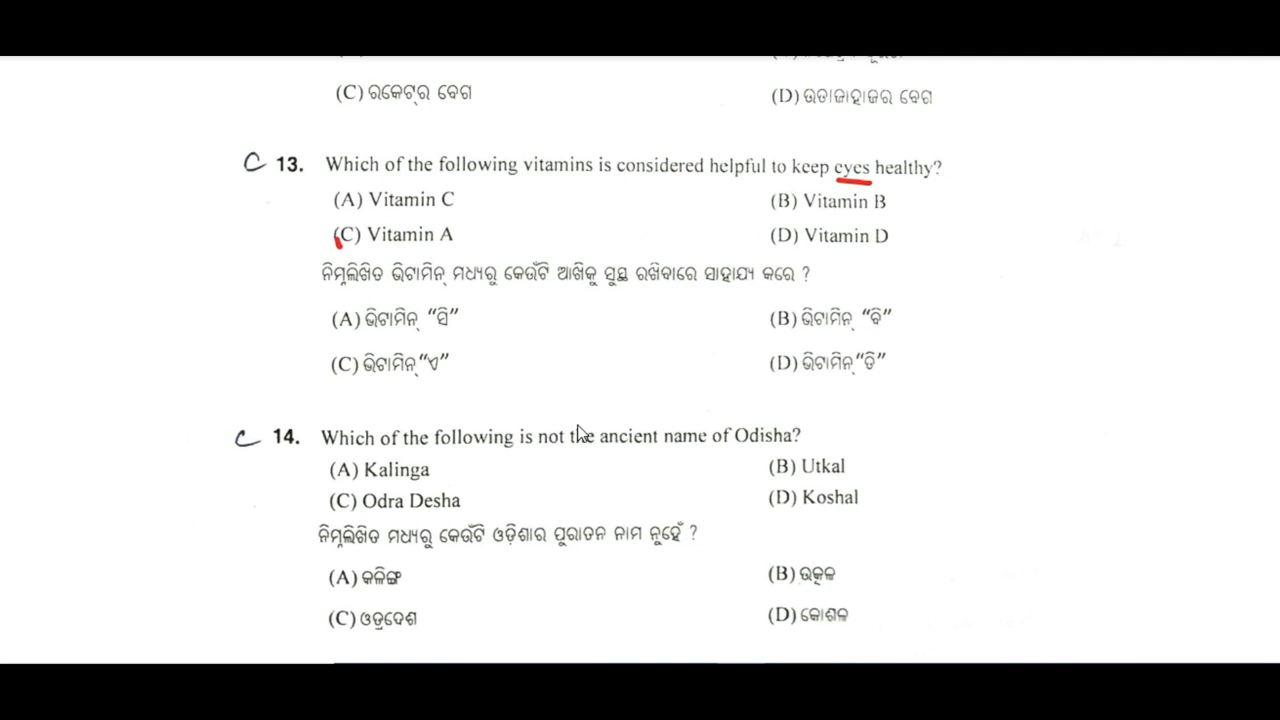 (C) ରକେଟ୍‌ର ବେଗ
(D) ଉଡାଜାହାଜର ବେଗ
C 13. Which of the following vitamins is considered helpful to keep eyes healthy?
(A) Vitamin C
(B) Vitamin B
(C) Vitamin A
(D) Vitamin D
ନିମ୍ନଲିଖିତ ଭିଟାମିନ୍ ମଧ୍ୟରୁ କେଉଁଟି ଆଖିକୁ ସୁସ୍ଥ ରଖିବାରେ ସାହାଯ୍ୟ କରେ ?
(A) ଭିଟାମିନ୍ “ସି”
(B) ଭିଟାମିନ୍ “ବି”
(C) ଭିଟାମିନ୍ “ଏ”
(D) ଭିଟାମିନ୍ “ଡି”
C 14. Which of the following is not the ancient name of Odisha?
(A) Kalinga
(B) Utkal
(C) Odra Desha
(D) Koshal
ନିମ୍ନଲିଖିତ ମଧ୍ୟରୁ କେଉଁଟି ଓଡ଼ିଶାର ପୁରାତନ ନାମ ନୁହେଁ ?
(A) କଳିଙ୍ଗ
(B) ଉତ୍କଳ
(C) ଓଡ୍ରଦେଶ
(D) କୋଶଳ